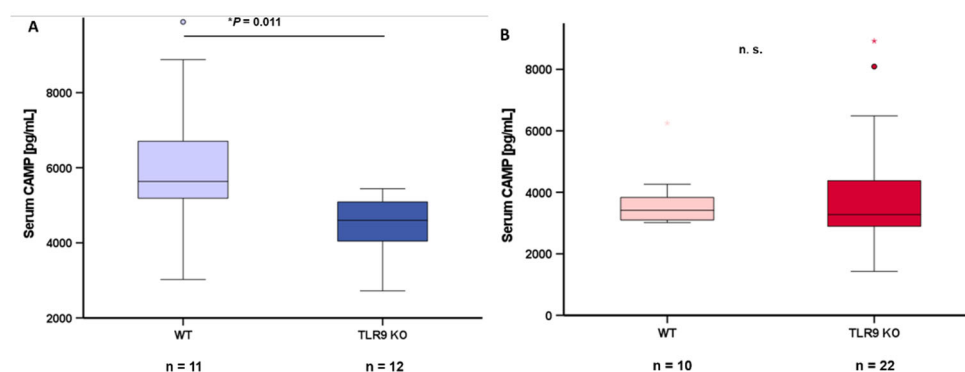 A
*P = 0.011
Serum CAMP [pg/mL]
8000
6000
4000
2000
WT
TLR9 KO
n = 11
n = 12
B
n. s.
Serum CAMP [pg/mL]
8000
6000
4000
2000
0
WT
TLR9 KO
n = 10
n = 22